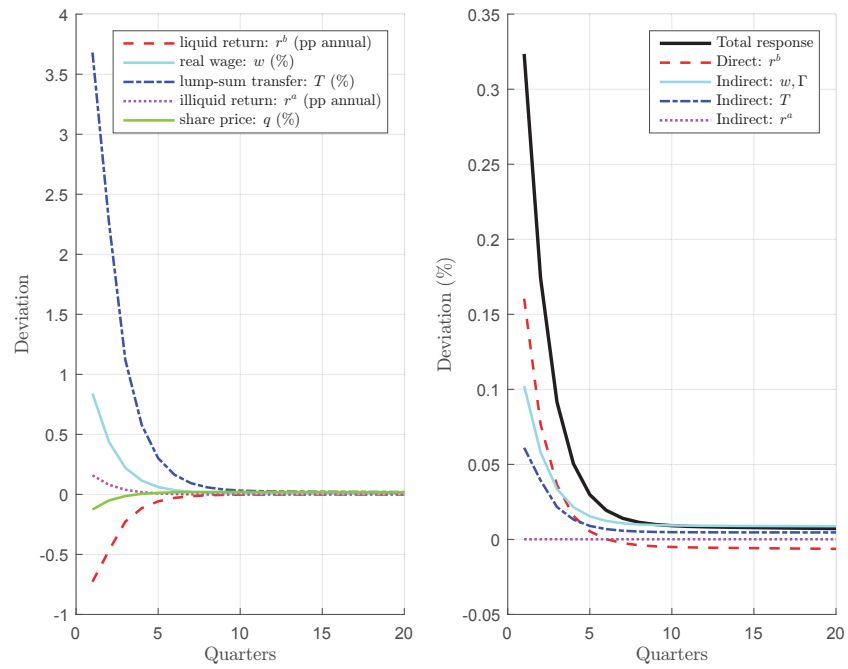 4
3.5
3
2.5
2
1.5
1
0.5
0
-0.5
-1
Deviation
0
5
10
15
20
Quarters
liquid return: r^b (pp annual)
real wage: w (%)
lump-sum transfer: T (%)
illiquid return: r^a (pp annual)
share price: q (%)
0.35
0.3
0.25
0.2
0.15
0.1
0.05
0
-0.05
Deviation (%)
0
5
10
15
20
Quarters
Total response
Direct: r^b
Indirect: w, Γ
Indirect: T
Indirect: r^a